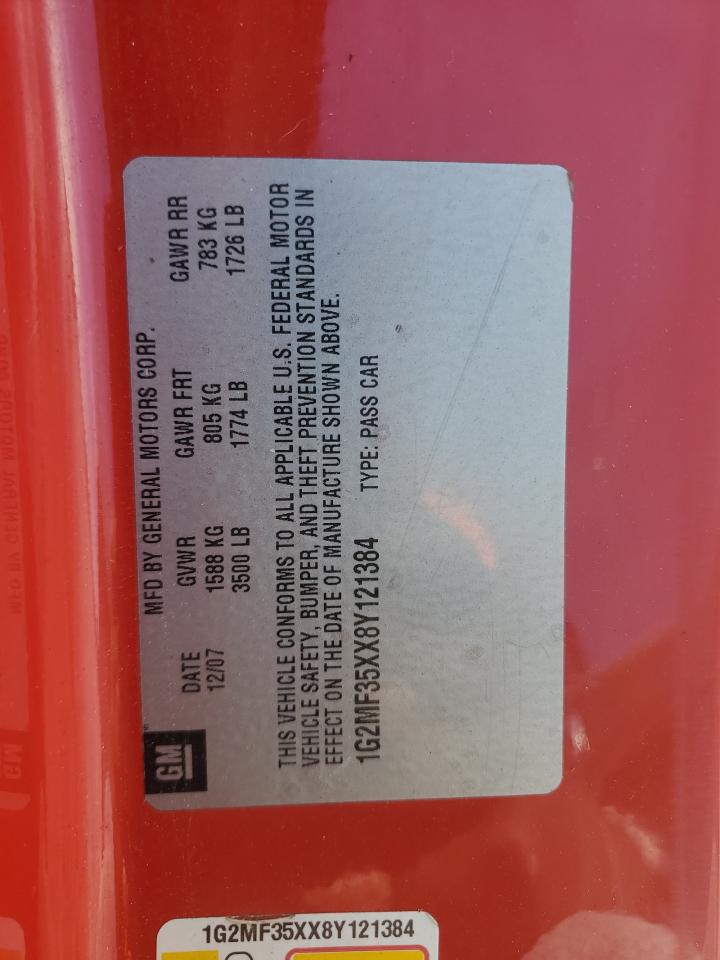 MFD BY GENERAL MOTORS CORP.
DATE GVWR GAWR FRT GAWR RR
12/07 1588 KG 805 KG 783 KG
3500 LB 1774 LB 1726 LB
GM
THIS VEHICLE CONFORMS TO ALL APPLICABLE U.S. FEDERAL MOTOR
VEHICLE SAFETY, BUMPER, AND THEFT PREVENTION STANDARDS IN
EFFECT ON THE DATE OF MANUFACTURE SHOWN ABOVE.
1G2MF35XX8Y121384 TYPE: PASS CAR
1G2MF35XX8Y121384